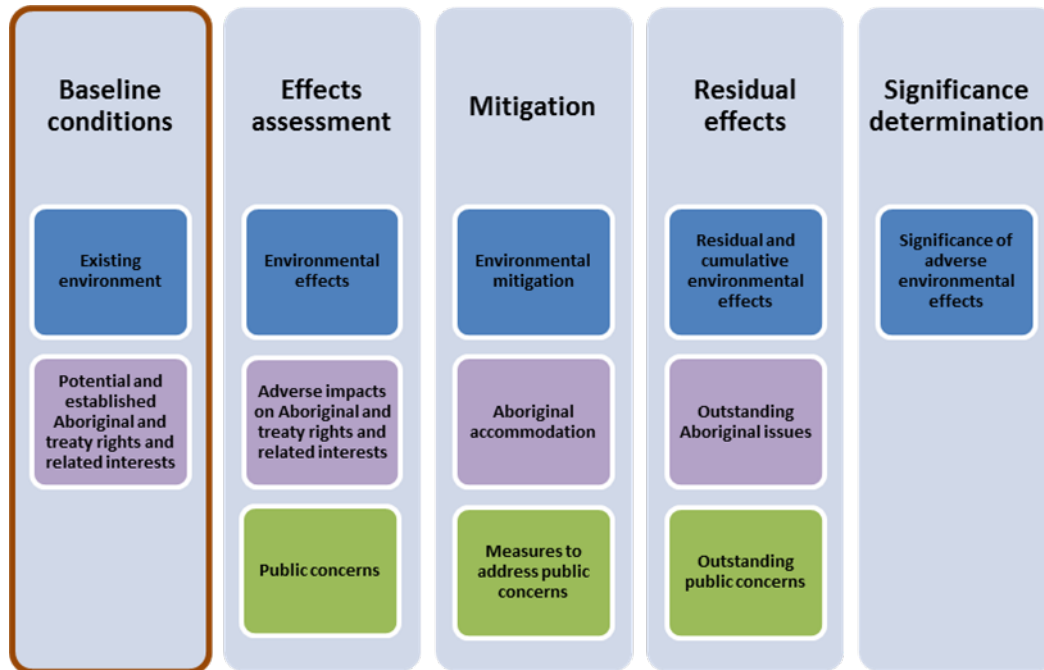 Baseline
conditions
Effects
assessment
Mitigation
Residual
effects
Significance
determination
Existing
environment
Environmental
effects
Environmental
mitigation
Residual and
cumulative
environmental
effects
Significance of
adverse
environmental
effects
Potential and
established
Aboriginal and
treaty rights and
related interests
Adverse impacts
on Aboriginal and
treaty rights and
related interests
Aboriginal
accommodation
Outstanding
Aboriginal issues
Public concerns
Measures to
address public
concerns
Outstanding
public concerns